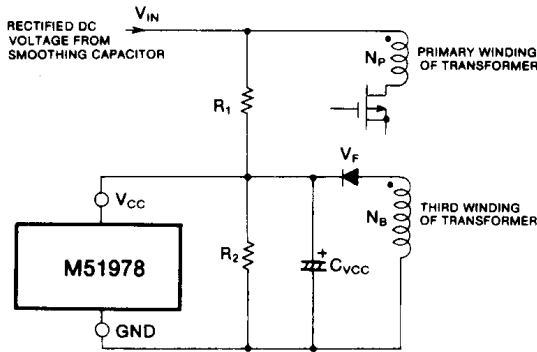 RECTIFIED DC
VOLTAGE FROM
SMOOTHING CAPACITOR
VIN
NP
PRIMARY WINDING
OF TRANSFORMER
R1
VF
VCC
NB
THIRD WINDING
OF TRANSFORMER
M51978
R2
+
CVCC
GND